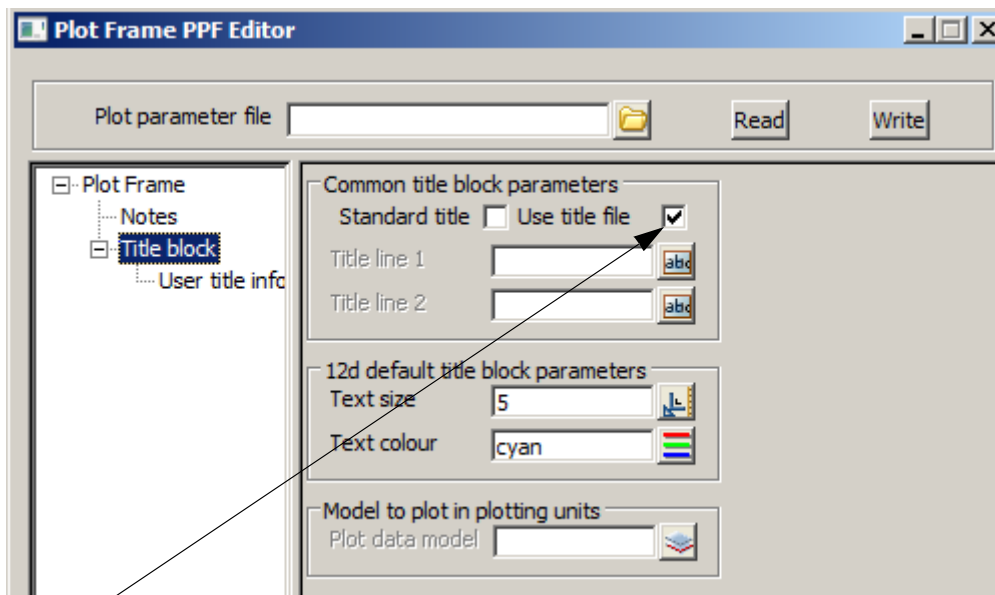 Plot Frame PPF Editor
Plot parameter file
Read
Write
Plot Frame
Notes
Title block
User title info
Common title block parameters
Standard title Use title file
Title line 1
abc
Title line 2
abc
12d default title block parameters
Text size 5
Text colour cyan
Model to plot in plotting units
Plot data model